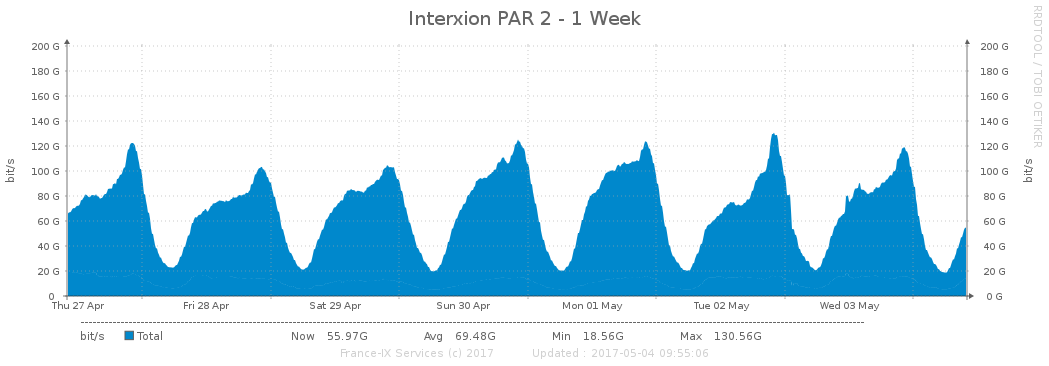 Interxion PAR 2 - 1 Week
RRDTOOL / TOBI OETIKER
bit/s
200 G
180 G
160 G
140 G
120 G
100 G
80 G
60 G
40 G
20 G
0
200 G
180 G
160 G
140 G
120 G
100 G
80 G
60 G
40 G
20 G
0 G
bit/s
Thu 27 Apr Fri 28 Apr Sat 29 Apr Sun 30 Apr Mon 01 May Tue 02 May Wed 03 May
bit/s Total Now 55.97G Avg 69.48G Min 18.56G Max 130.56G
France-IX Services (c) 2017 Updated : 2017-05-04 09:55:06